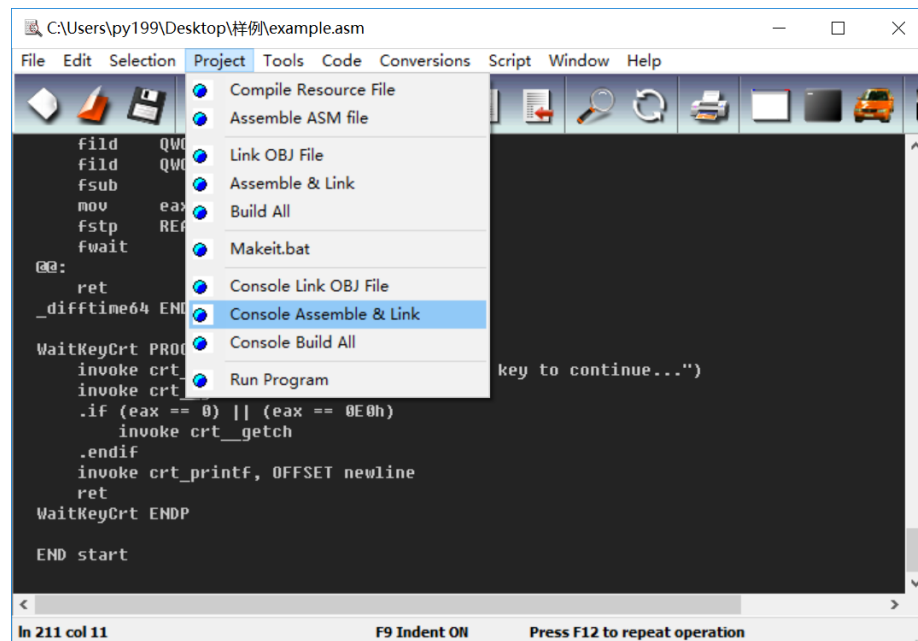 C:\Users\py199\Desktop\样例\example.asm
File Edit Selection Project Tools Code Conversions Script Window Help
Compile Resource File
Assemble ASM file
Link OBJ File
Assemble & Link
Build All
Makeit.bat
Console Link OBJ File
Console Assemble & Link
Console Build All
Run Program
fild
fild
fsub
mov
fstp
fwait
@@:
ret
_difftime64
WaitKeyCrt
invoke crt_ key to continue...")
invoke crt_
.if (eax == 0) || (eax == 0E0h)
invoke crt__getch
.endif
invoke crt_printf, OFFSET newline
ret
WaitKeyCrt ENDP
END start
ln 211 col 11 F9 Indent ON Press F12 to repeat operation